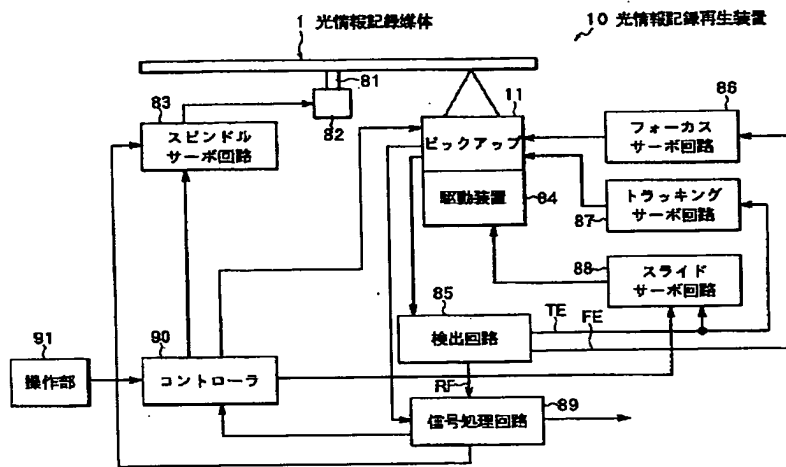 1 光情報記録媒体
10 光情報記録再生装置
81
83
82
11
86
スピンドル
サーボ回路
ピックアップ
フォーカス
サーボ回路
駆動装置
84
トラッキング
サーボ回路
87
88
スライド
サーボ回路
85
検出回路
TE
FE
91
操作部
90
コントローラ
RF
89
信号処理回路